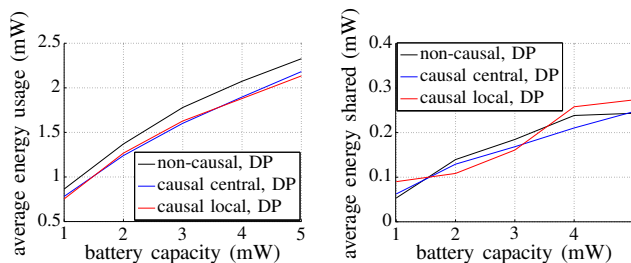 average energy usage (mW)
2.5
2
1.5
1
0.5
non-causal, DP
causal central, DP
causal local, DP
1 2 3 4 5
battery capacity (mW)
average energy shared (mW)
0.4
0.3
0.2
0.1
0
non-causal, DP
causal central, DP
causal local, DP
1 2 3 4
battery capacity (mW)